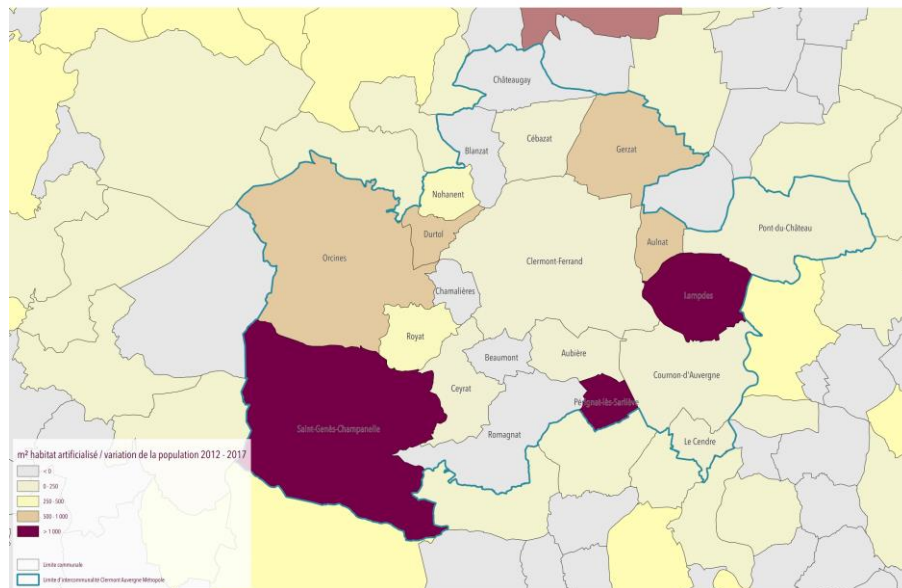 Châteaugay
Blanzat
Cébazat
Gerzat
Nohanent
Durtol
Orcines
Clermont-Ferrand
Aulnat
Pont-du-Château
Chamalières
Lempdes
Royat
Beaumont
Aubière
Cournon-d'Auvergne
Ceyrat
Pérignat-lès-Sarliève
Saint-Genès-Champanelle
Romagnat
Le Cendre
m² habitat artificialisé / variation de la population 2012 - 2017
< 0
0 - 250
250 - 500
500 - 1 000
> 1 000
Limite communale
Limite d'intercommunalité Clermont Auvergne Métropole